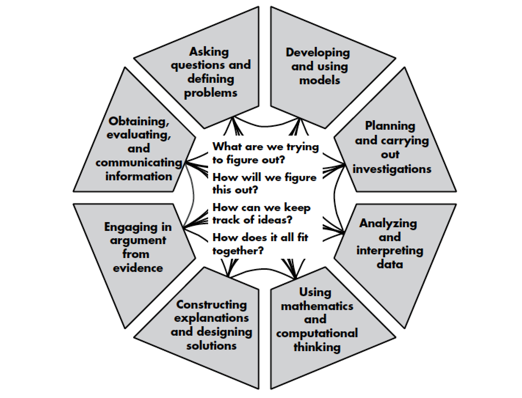 Asking
questions and
defining
problems
Developing
and using
models
Planning
and carrying
out
investigations
Analyzing
and
interpreting
data
Using
mathematics
and
computational
thinking
Constructing
explanations
and designing
solutions
Engaging in
argument
from
evidence
Obtaining,
evaluating,
and
communicating
information
What are we trying
to figure out?
How will we figure
this out?
How can we keep
track of ideas?
How does it all fit
together?